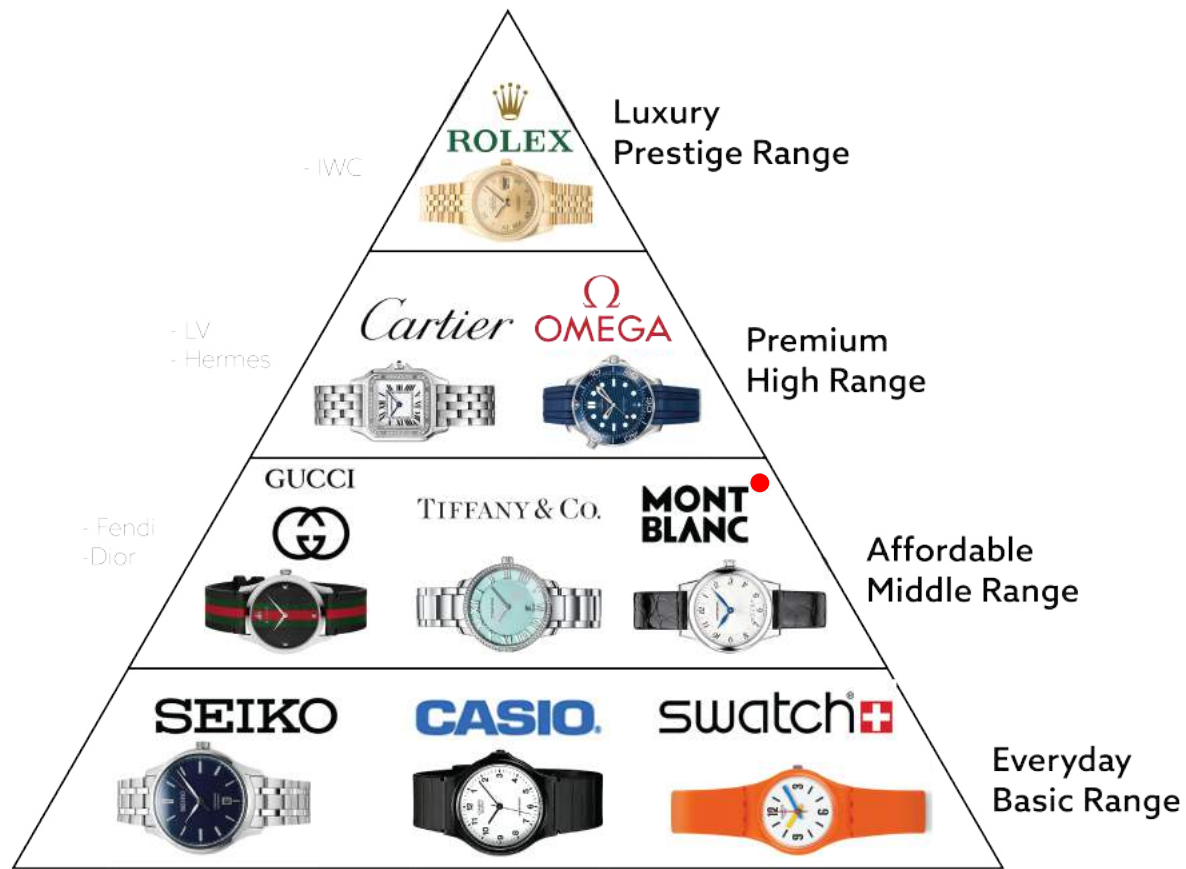 ROLEX
Luxury
Prestige Range
- IWC
Cartier
Ω
OMEGA
Premium
High Range
- LV
- Hermes
GUCCI
TIFFANY & CO.
MONT
BLANC
Affordable
Middle Range
- Fendi
-Dior
SEIKO
CASIO
swatch®
Everyday
Basic Range